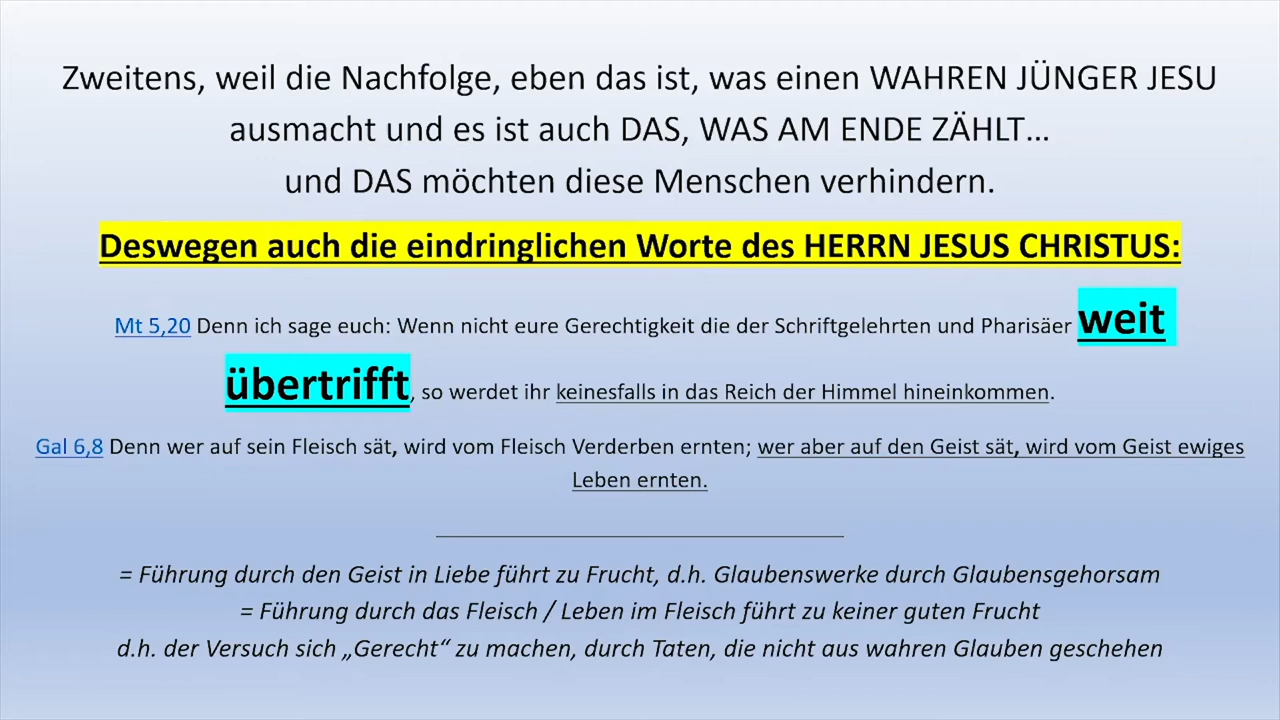 Zweitens, weil die Nachfolge, eben das ist, was einen WAHREN JÜNGER JESU
ausmacht und es ist auch DAS, WAS AM ENDE ZÄHLT…
und DAS möchten diese Menschen verhindern.
Deswegen auch die eindringlichen Worte des HERRN JESUS CHRISTUS:
Mt 5,20 Denn ich sage euch: Wenn nicht eure Gerechtigkeit die der Schriftgelehrten und Pharisäer weit
übertrifft, so werdet ihr keinesfalls in das Reich der Himmel hineinkommen.
Gal 6,8 Denn wer auf sein Fleisch sät, wird vom Fleisch Verderben ernten; wer aber auf den Geist sät, wird vom Geist ewiges
Leben ernten.
= Führung durch den Geist in Liebe führt zu Frucht, d.h. Glaubenswerke durch Glaubensgehorsam
= Führung durch das Fleisch / Leben im Fleisch führt zu keiner guten Frucht
d.h. der Versuch sich „Gerecht“ zu machen, durch Taten, die nicht aus wahren Glauben geschehen